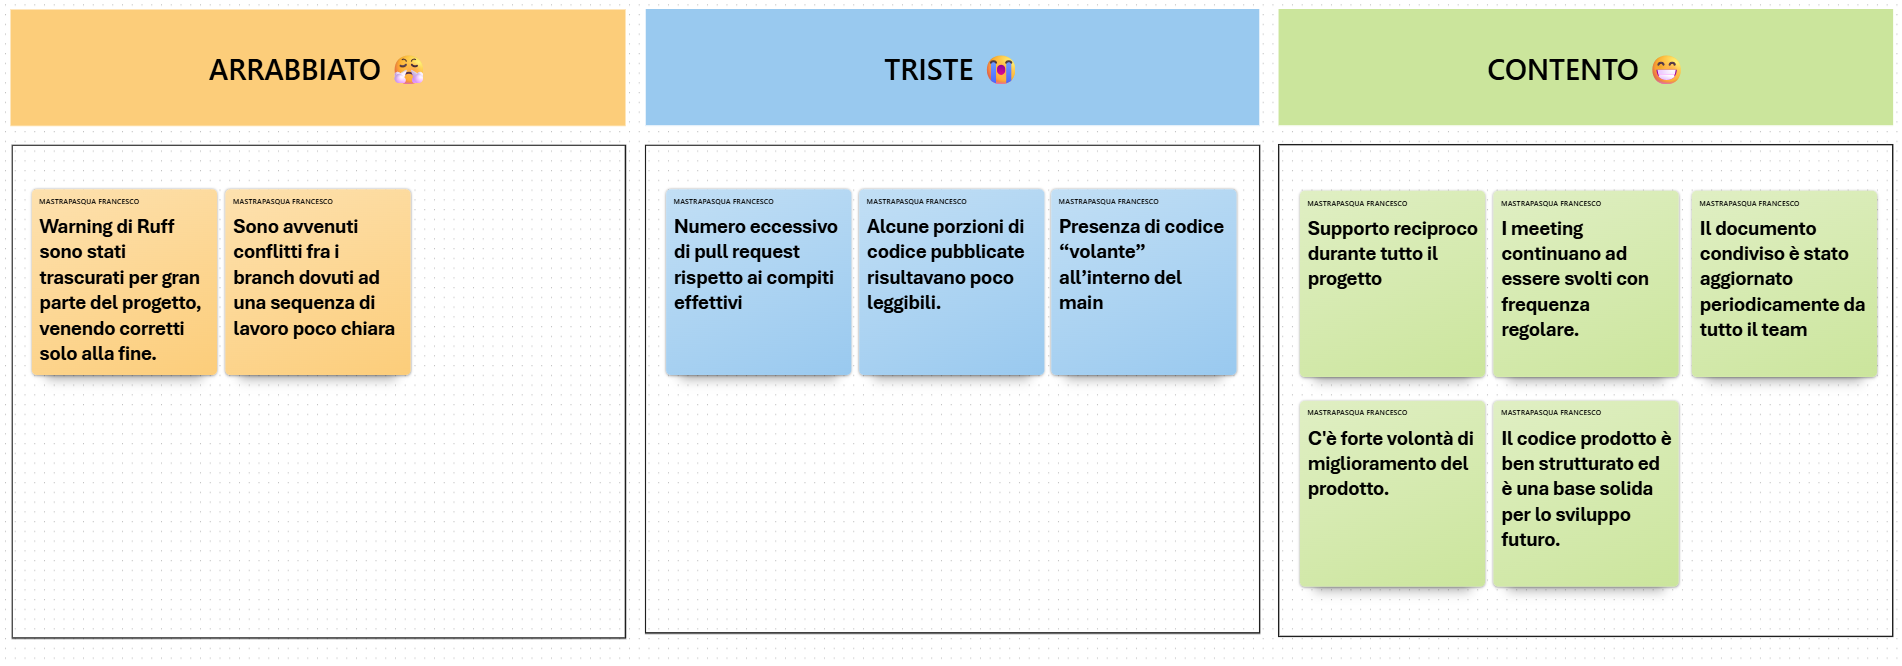 ARRABBIATO
TRISTE
CONTENTO
MASTRAPASQUA FRANCESCO
Warning di Ruff
sono stati
trascurati per gran
parte del progetto,
venendo corretti
solo alla fine.
MASTRAPASQUA FRANCESCO
Sono avvenuti
conflitti fra i
branch dovuti ad
una sequenza di
lavoro poco chiara
MASTRAPASQUA FRANCESCO
Numero eccessivo
di pull request
rispetto ai compiti
effettivi
MASTRAPASQUA FRANCESCO
Alcune porzioni di
codice pubblicate
risultavano poco
leggibili.
MASTRAPASQUA FRANCESCO
Presenza di codice
“volante”
all’interno del
main
MASTRAPASQUA FRANCESCO
Supporto reciproco
durante tutto il
progetto
MASTRAPASQUA FRANCESCO
I meeting
continuano ad
essere svolti con
frequenza
regolare.
MASTRAPASQUA FRANCESCO
Il documento
condiviso è stato
aggiornato
periodicamente da
tutto il team
MASTRAPASQUA FRANCESCO
C'è forte volontà di
miglioramento del
prodotto.
MASTRAPASQUA FRANCESCO
Il codice prodotto è
ben strutturato ed
è una base solida
per lo sviluppo
futuro.